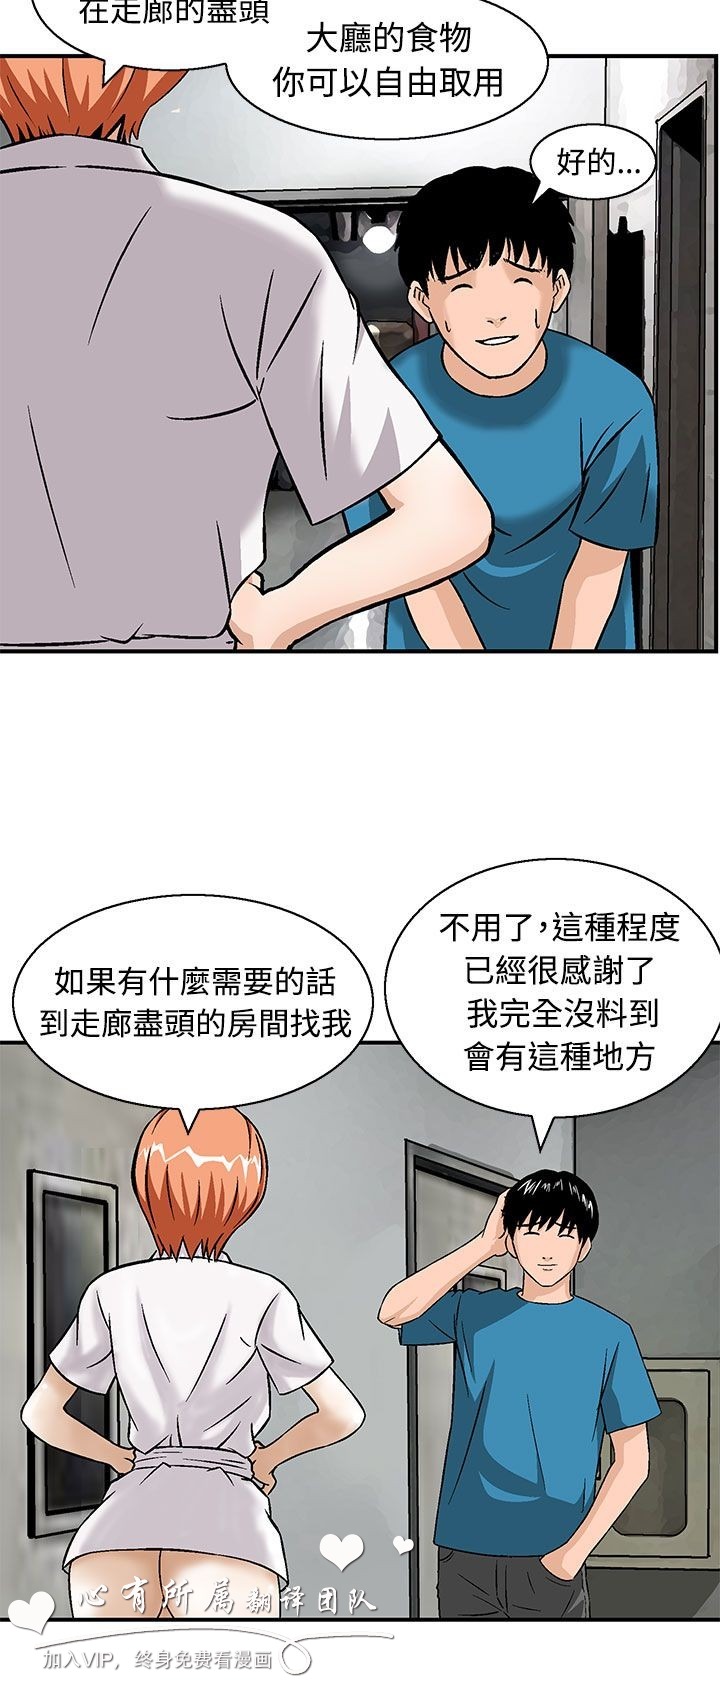 在走廊的盡頭
大廳的食物
你可以自由取用
好的...
如果有什麼需要的話
到走廊盡頭的房間找我
不用了，這種程度
已經很感謝了
我完全沒料到
會有這種地方
心有所属翻译团队
加入VIP，终身免费看漫画